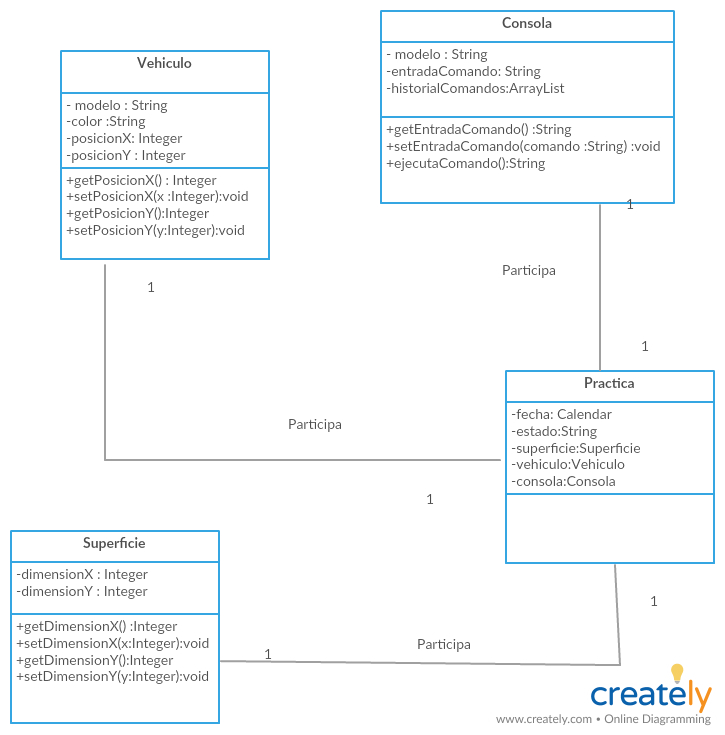 Consola
- modelo : String
-entradaComando: String
-historialComandos:ArrayList
+getEntradaComando() :String
+setEntradaComando(comando :String) :void
+ejecutaComando():String
Vehiculo
- modelo : String
-color :String
-posicionX: Integer
-posicionY : Integer
+getPosicionX() : Integer
+setPosicionX(x :Integer):void
+getPosicionY():Integer
+setPosicionY(y:Integer):void
1
Participa
1
1
Practica
-fecha: Calendar
-estado:String
-superficie:Superficie
-vehiculo:Vehiculo
-consola:Consola
Participa
1
Superficie
-dimensionX : Integer
-dimensionY : Integer
+getDimensionX() :Integer
+setDimensionX(x:Integer):void
+getDimensionY():Integer
+setDimensionY(y:Integer):void
1
Participa
1
creately
www.creately.com • Online Diagramming